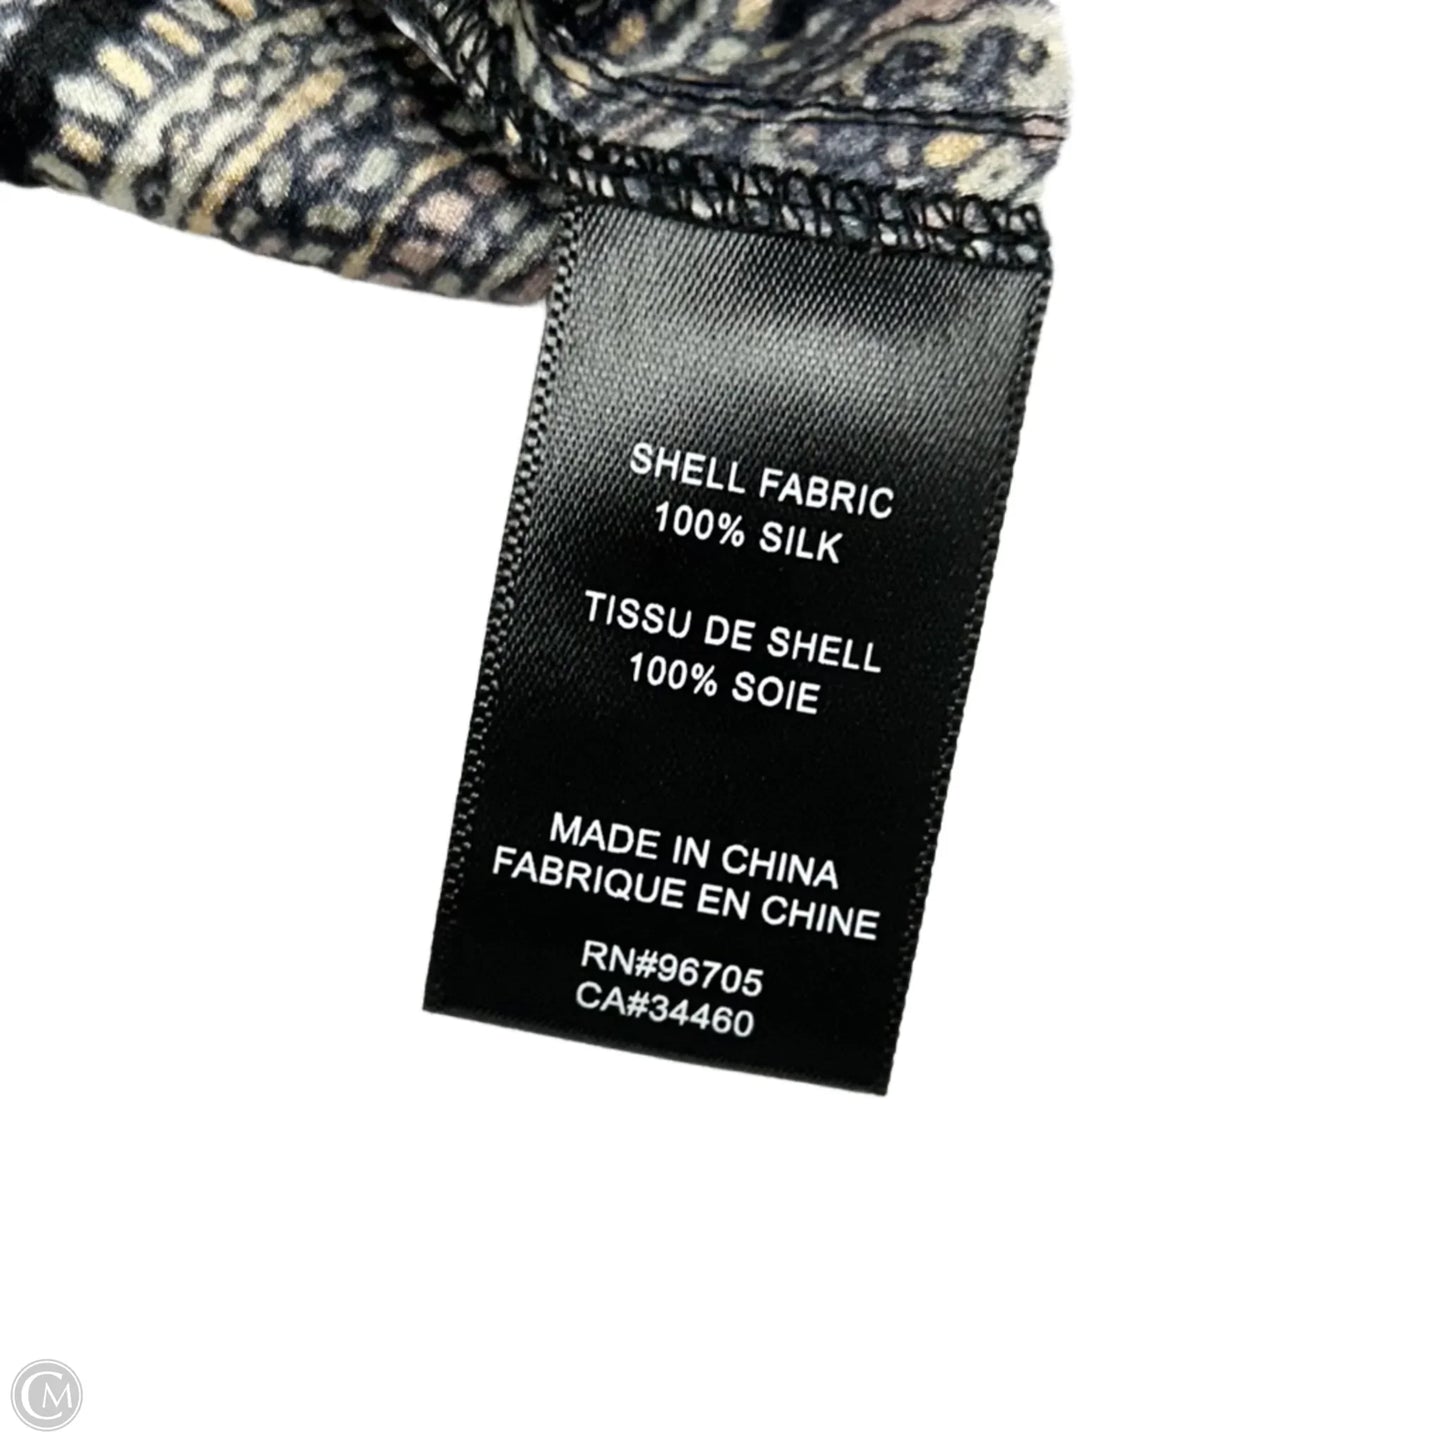 SHELL FABRIC
100% SILK
TISSU DE SHELL
100% SOIE
MADE IN CHINA
FABRIQUE EN CHINE
RN#96705
CA#34460
CM